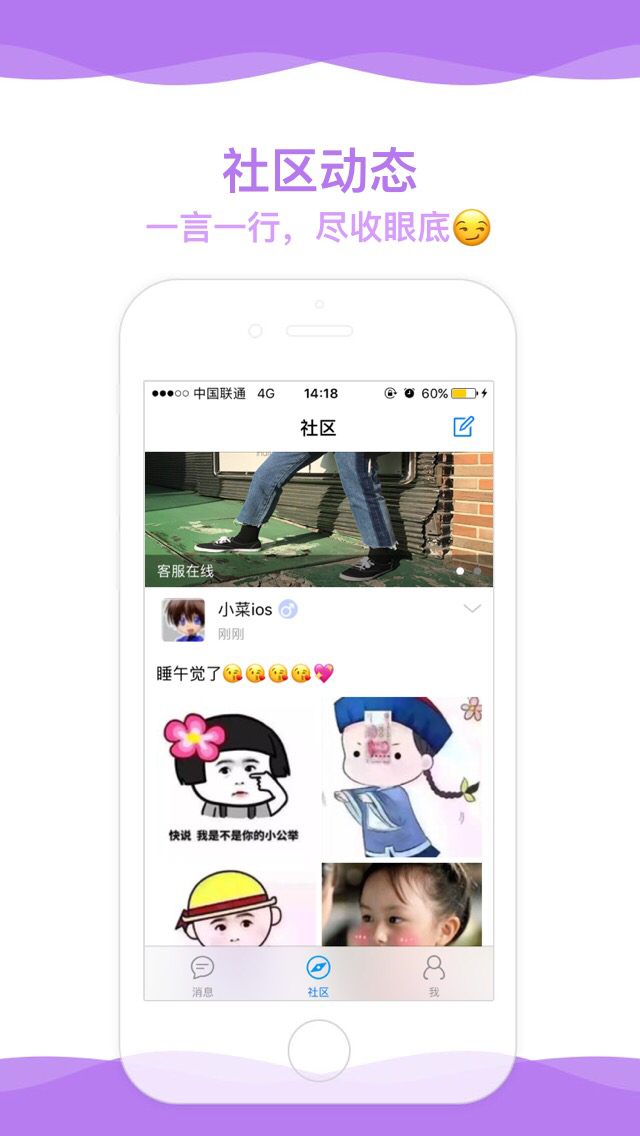 社区动态
一言一行，尽收眼底😏
中国联通 4G 14:18 60%
社区
客服在线
小菜ios
刚刚
睡午觉了😘😘😘😘💖
快说 我是不是你的小公举
消息 社区 我